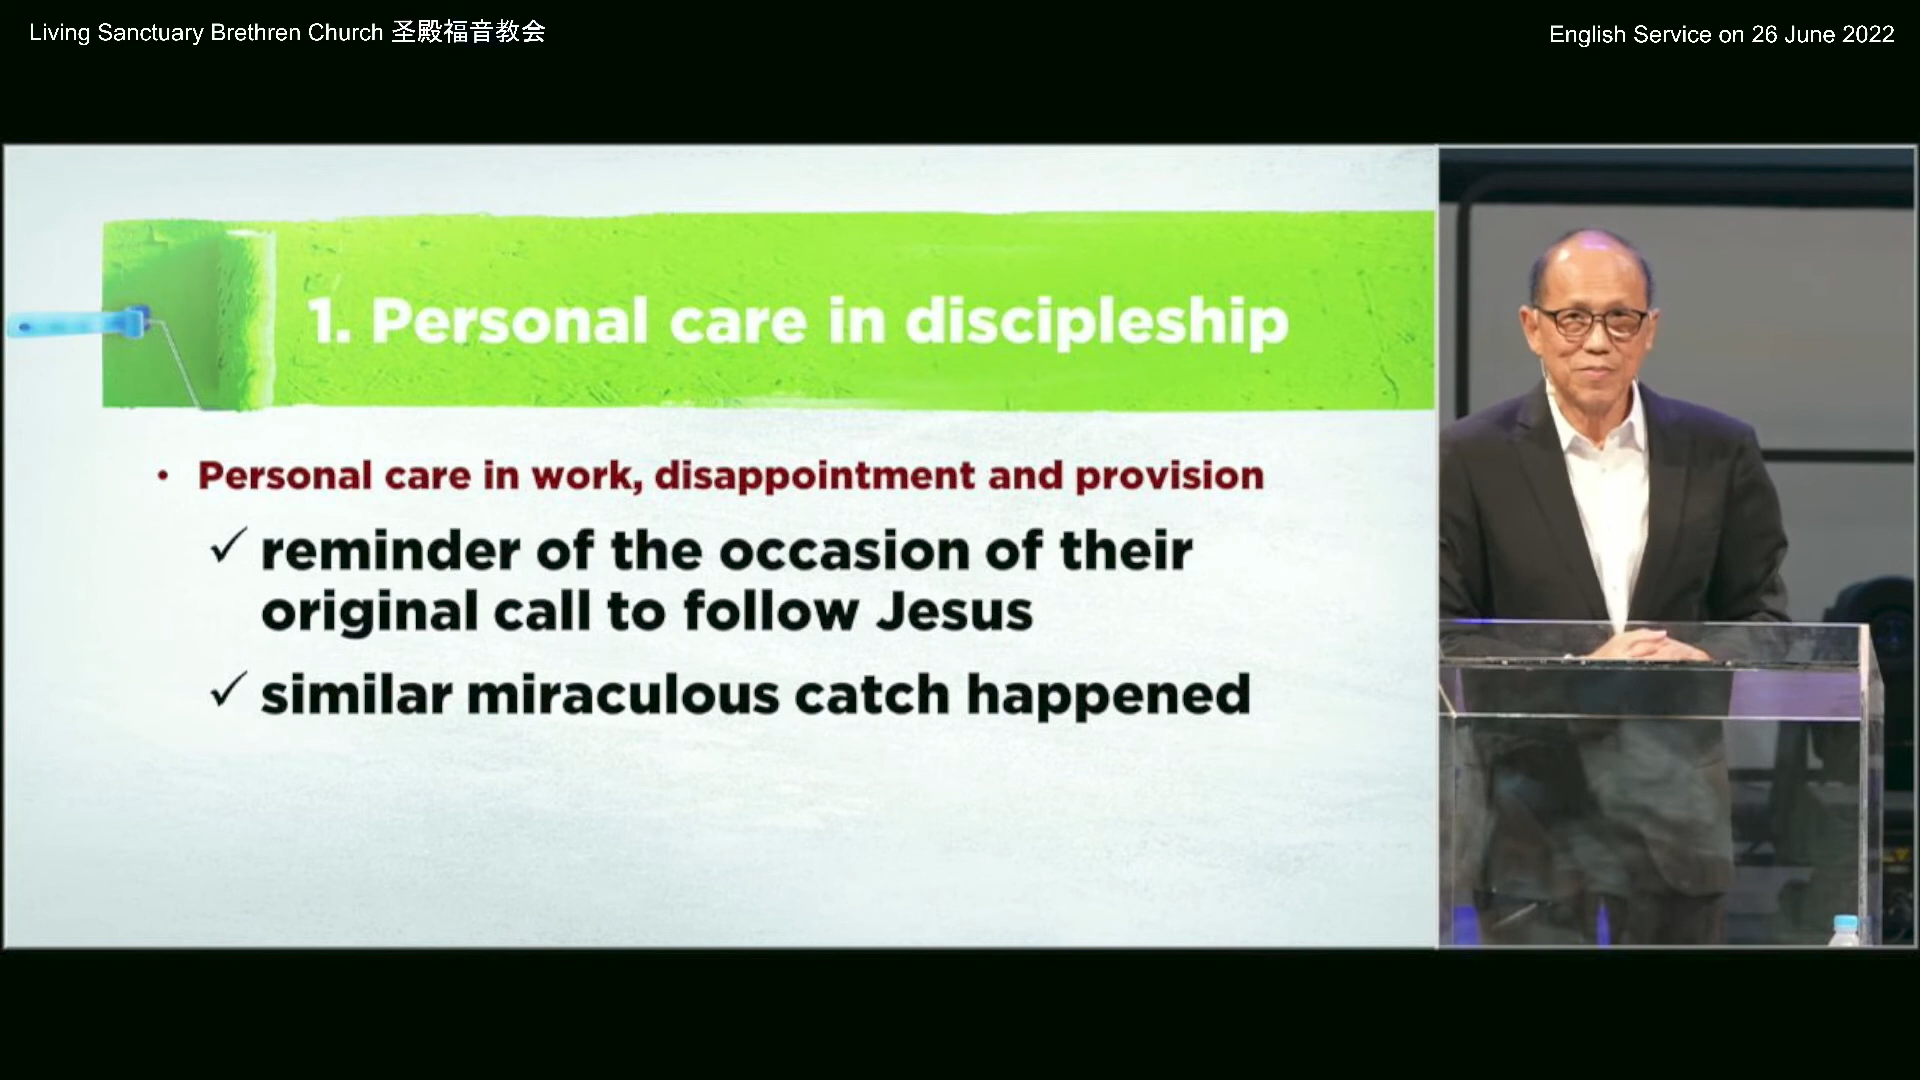 Living Sanctuary Brethren Church 圣殿福音教会
English Service on 26 June 2022
1. Personal care in discipleship
• Personal care in work, disappointment and provision
✓ reminder of the occasion of their
original call to follow Jesus
✓ similar miraculous catch happened